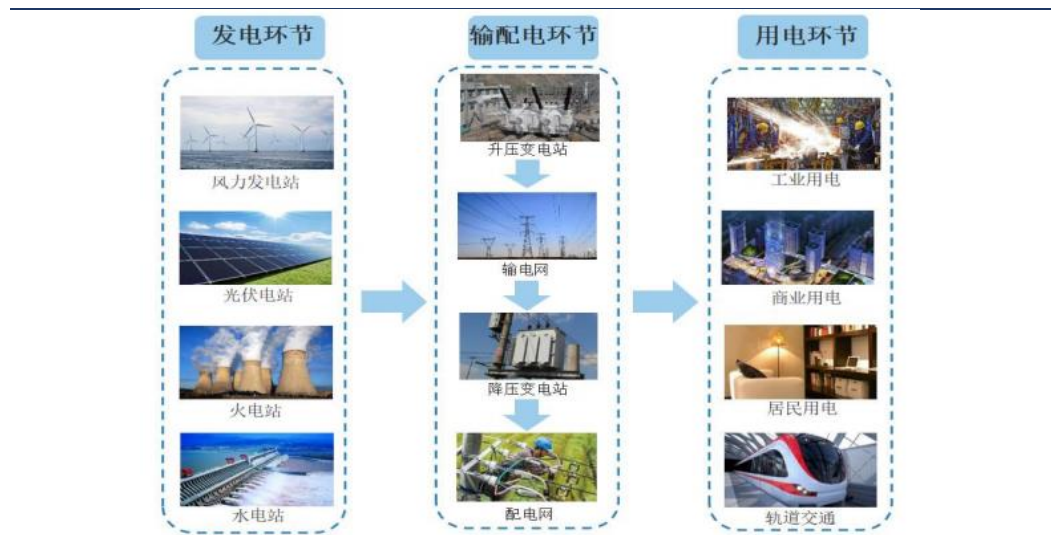 发电环节
风力发电站
光伏电站
火电站
水电站
输配电环节
升压变电站
输电网
降压变电站
配电网
用电环节
工业用电
商业用电
居民用电
轨道交通